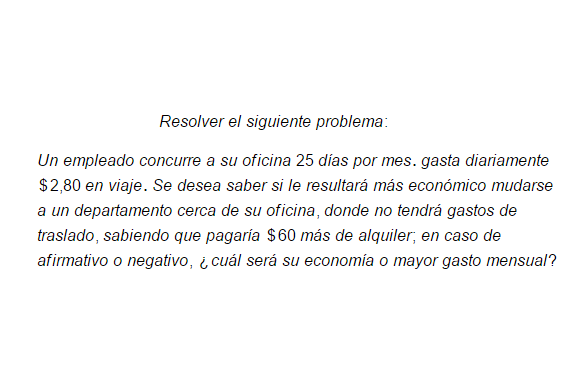 Resolver el siguiente problema:
Un empleado concurre a su oficina 25 días por mes. gasta diariamente
$2,80 en viaje. Se desea saber si le resultará más económico mudarse
a un departamento cerca de su oficina, donde no tendrá gastos de
traslado, sabiendo que pagaría $60 más de alquiler; en caso de
afirmativo o negativo, ¿cuál será su economía o mayor gasto mensual?